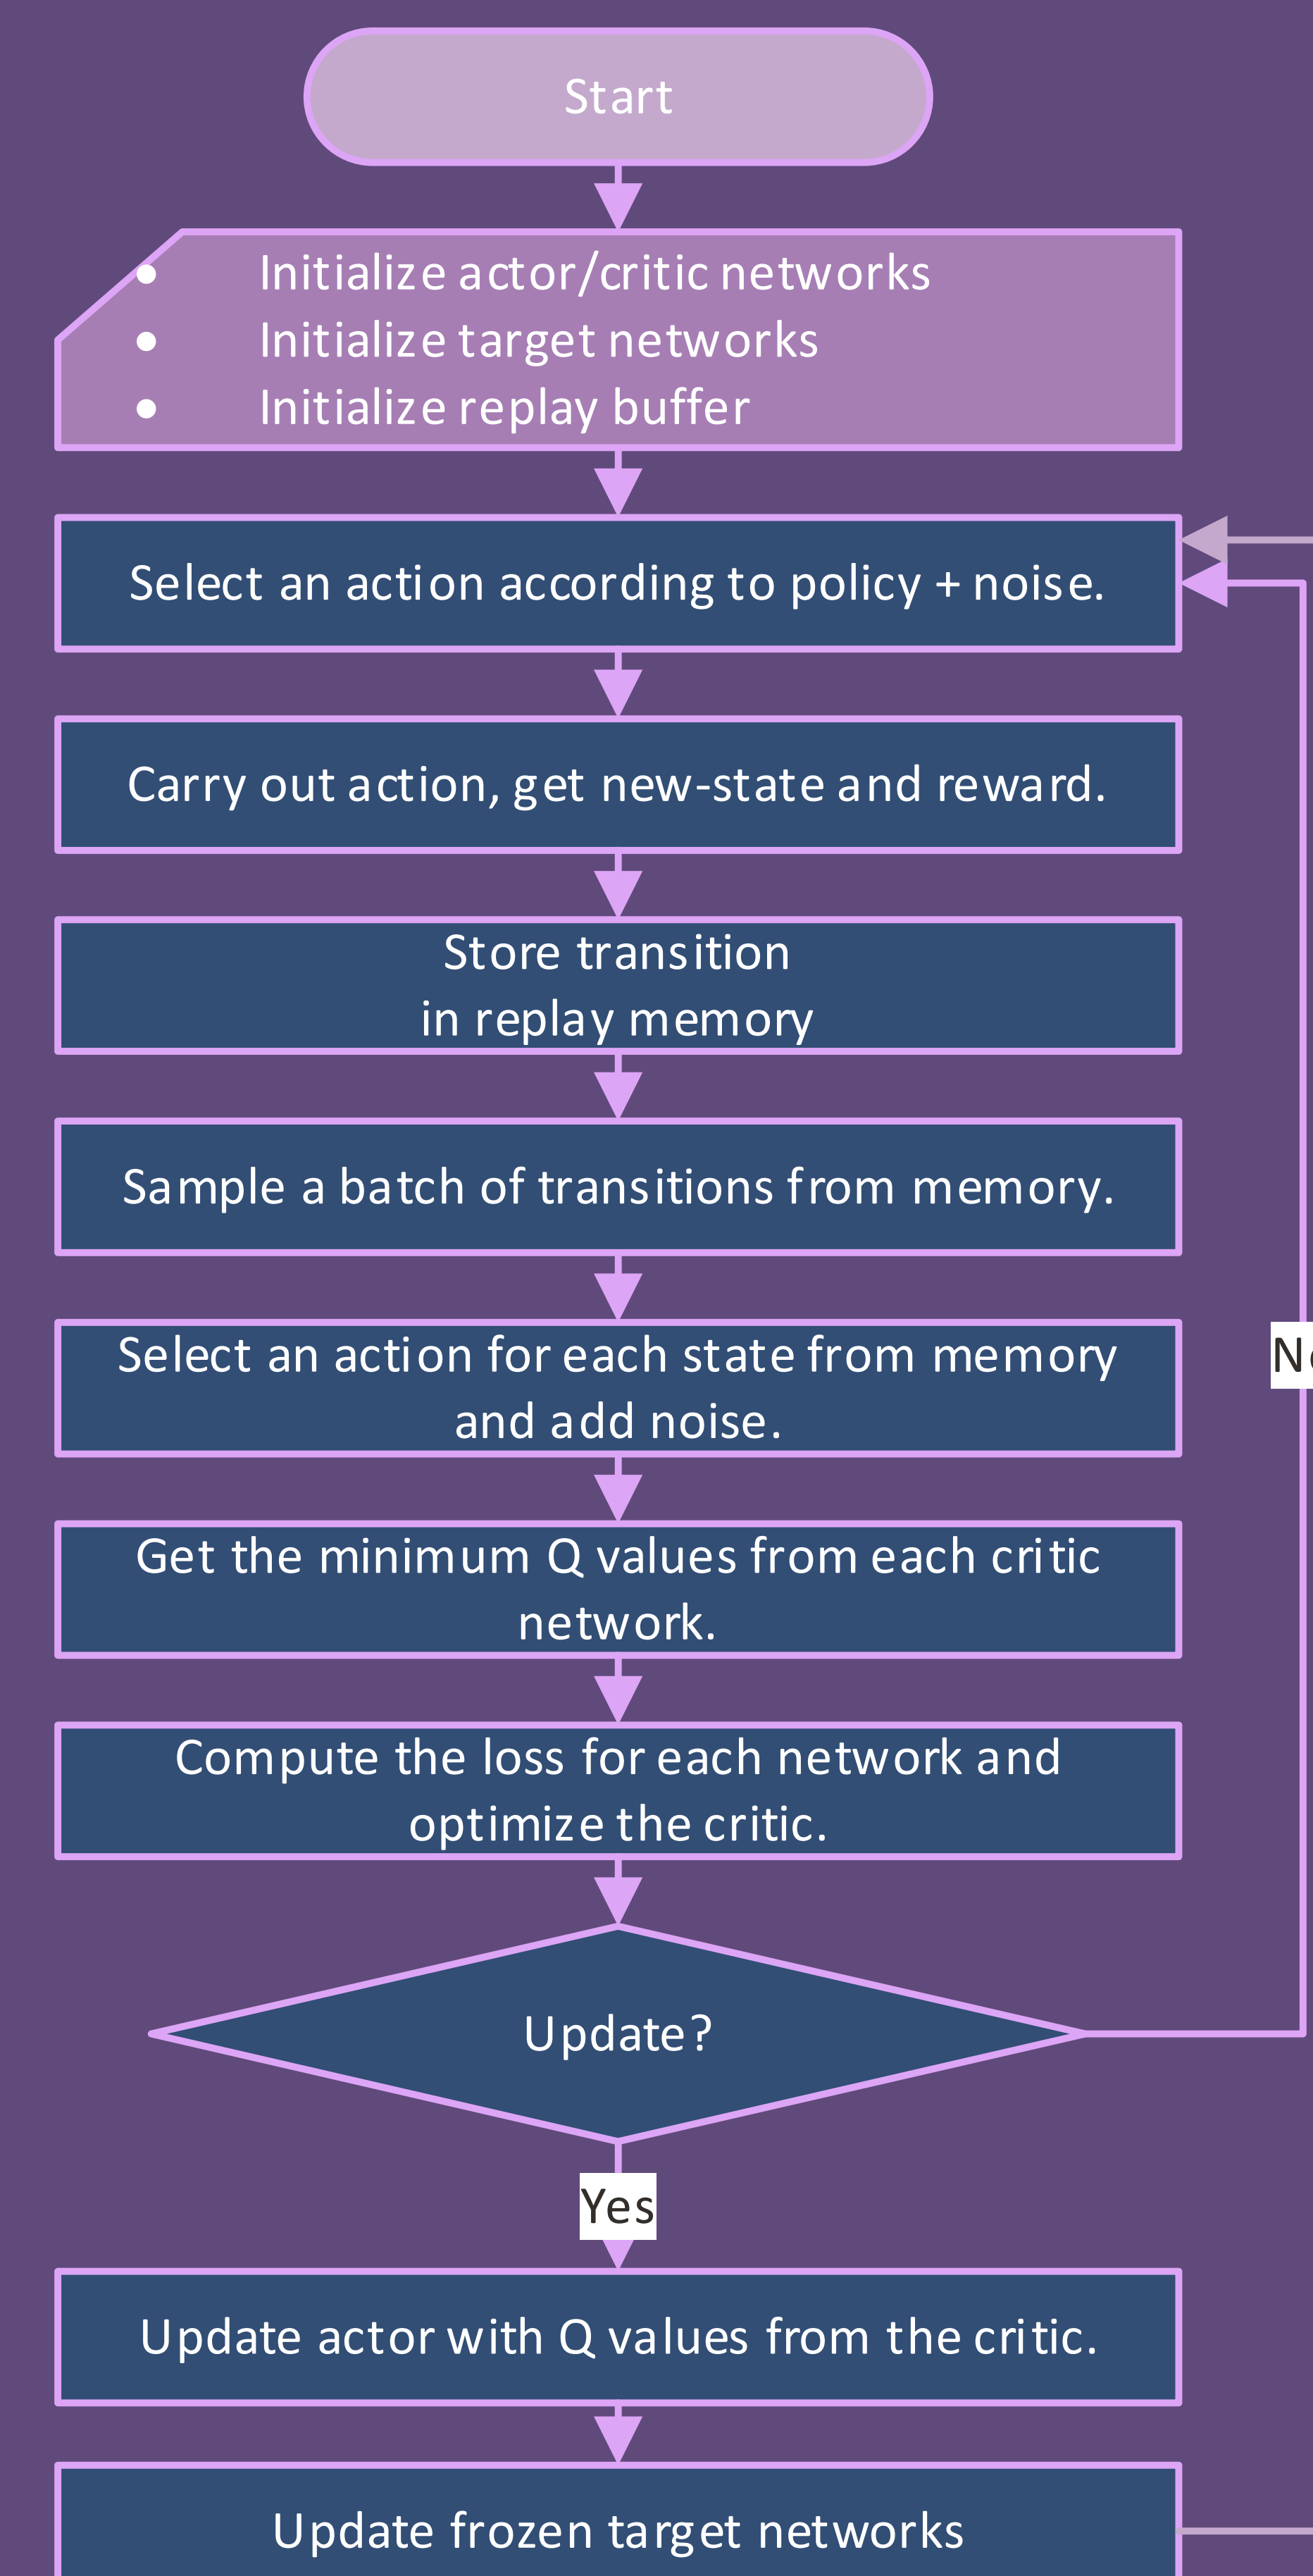 Start
• Initialize actor/critic networks
• Initialize target networks
• Initialize replay buffer
Select an action according to policy + noise.
Carry out action, get new-state and reward.
Store transition
in replay memory
Sample a batch of transitions from memory.
Select an action for each state from memory
and add noise.
Get the minimum Q values from each critic
network.
Compute the loss for each network and
optimize the critic.
Update?
Yes
Update actor with Q values from the critic.
Update frozen target networks